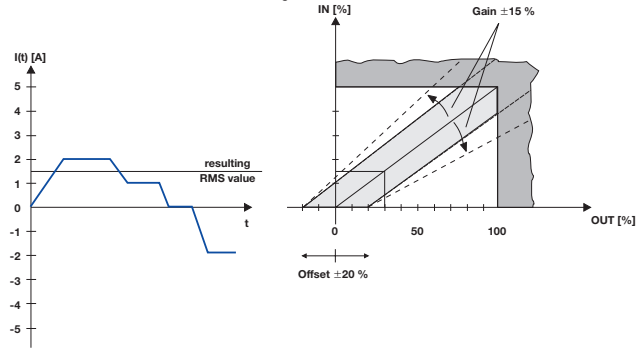 I(t) [A]
5
4
3
2
1
0
-1
-2
-3
-4
-5
resulting
RMS value
t
IN [%]
Gain ±15 %
0
50
100
OUT [%]
Offset ±20 %